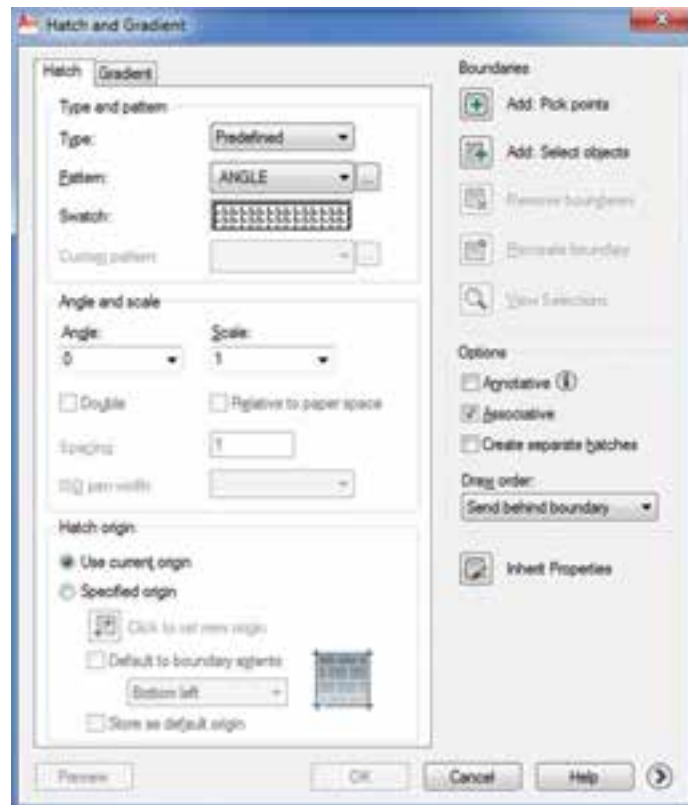 Hatch and Gradient
Hatch Gradient
Type and pattern
Type: Predefined
Pattern: ANGLE ...
Swatch:
Custom pattern: ...
Angle and scale
Angle: Scale:
0 1
Double Relative to paper space
Spacing: 1
ISO pen width:
Hatch origin
Use current origin
Specified origin
Click to set new origin
Default to boundary extents
Bottom left
Store as default origin
Preview OK Cancel Help
Boundaries
Add: Pick points
Add: Select objects
Remove boundaries
Recreate boundary
View Selections
Options
Annotative
Associative
Create separate hatches
Draw order:
Send behind boundary
Inherit Properties